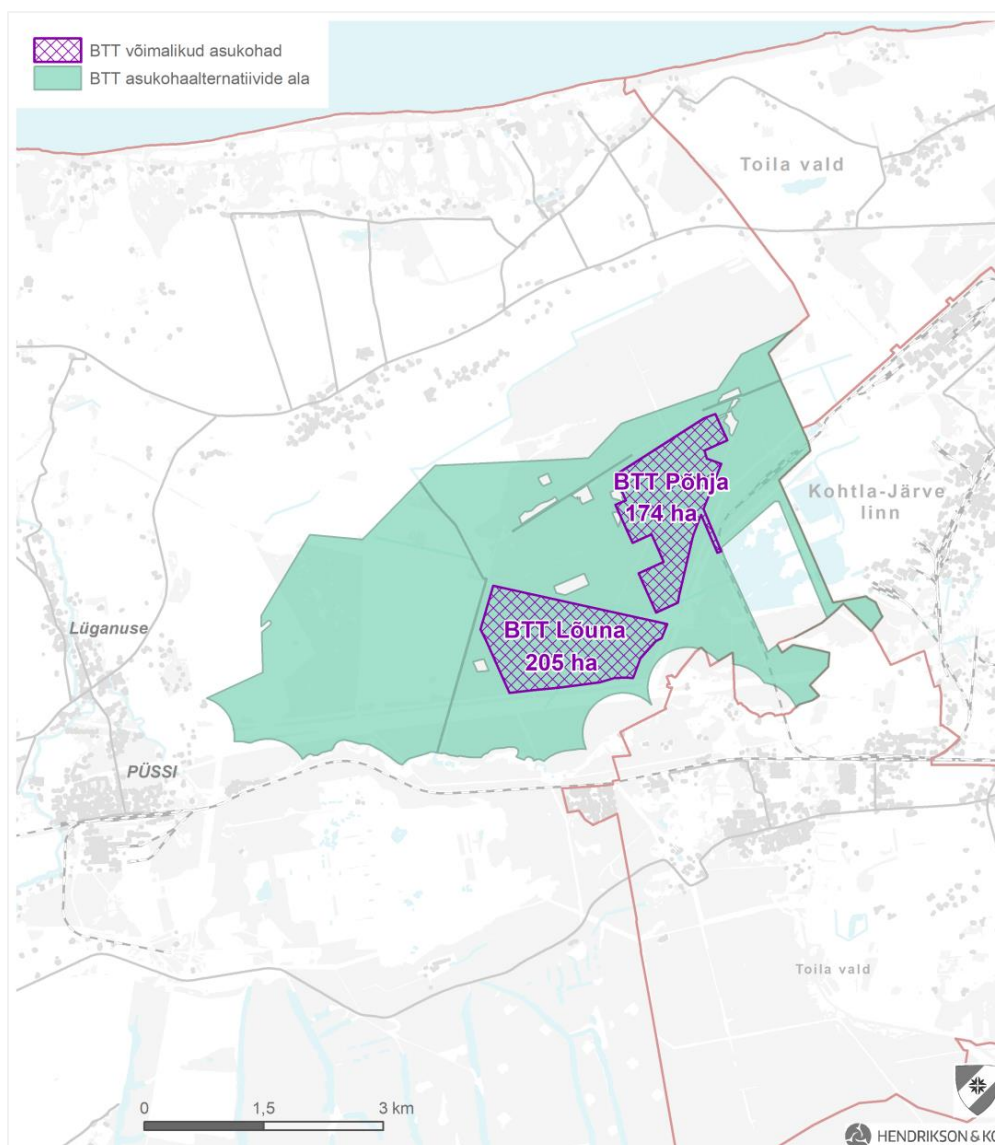 BTT võimalikud asukohad
BTT asukohaalternatiivide ala
Toila vald
BTT Põhja
174 ha
Kohtla-Järve
linn
Lüganuse
BTT Lõuna
205 ha
PÜSSI
Toila vald
0 1,5 3 km
HENDRIKSON & KO